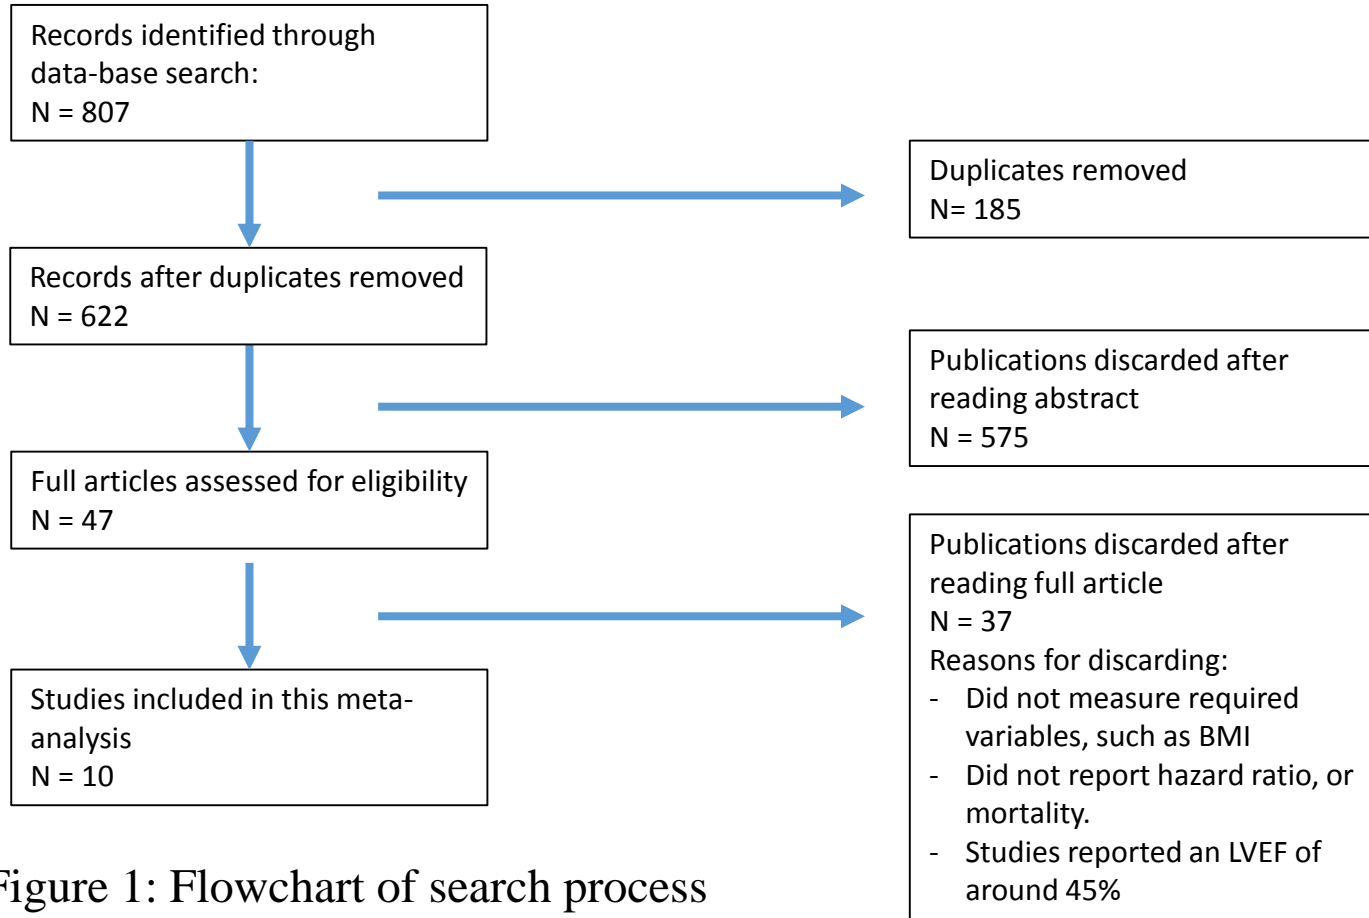 Records identified through
data-base search:
N = 807
Duplicates removed
N= 185
Records after duplicates removed
N = 622
Publications discarded after
reading abstract
N = 575
Full articles assessed for eligibility
N = 47
Publications discarded after
reading full article
N = 37
Reasons for discarding:
- Did not measure required
variables, such as BMI
- Did not report hazard ratio, or
mortality.
- Studies reported an LVEF of
around 45%
Studies included in this meta-
analysis
N = 10
Figure 1: Flowchart of search process